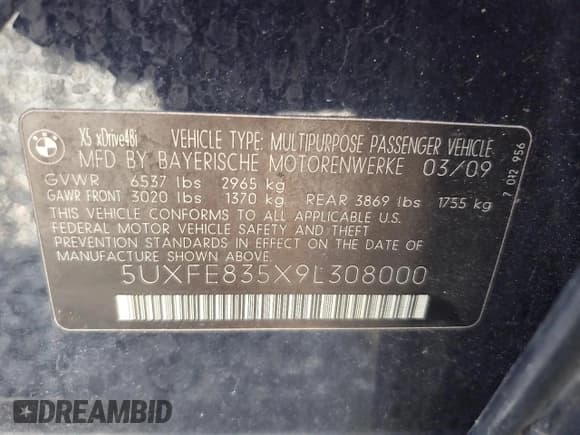 BMW
X5 xDrive48i
VEHICLE TYPE: MULTIPURPOSE PASSENGER VEHICLE
MFD BY BAYERISCHE MOTORENWERKE 03/09
GVWR 6537 lbs 2965 kg
GAWR FRONT 3020 lbs 1370 kg REAR 3869 lbs 1755 kg
THIS VEHICLE CONFORMS TO ALL APPLICABLE U.S.
FEDERAL MOTOR VEHICLE SAFETY AND THEFT
PREVENTION STANDARDS IN EFFECT ON THE DATE OF
MANUFACTURE SHOWN ABOVE.
5UXFE835X9L308000
7 012 956
DREAMBID